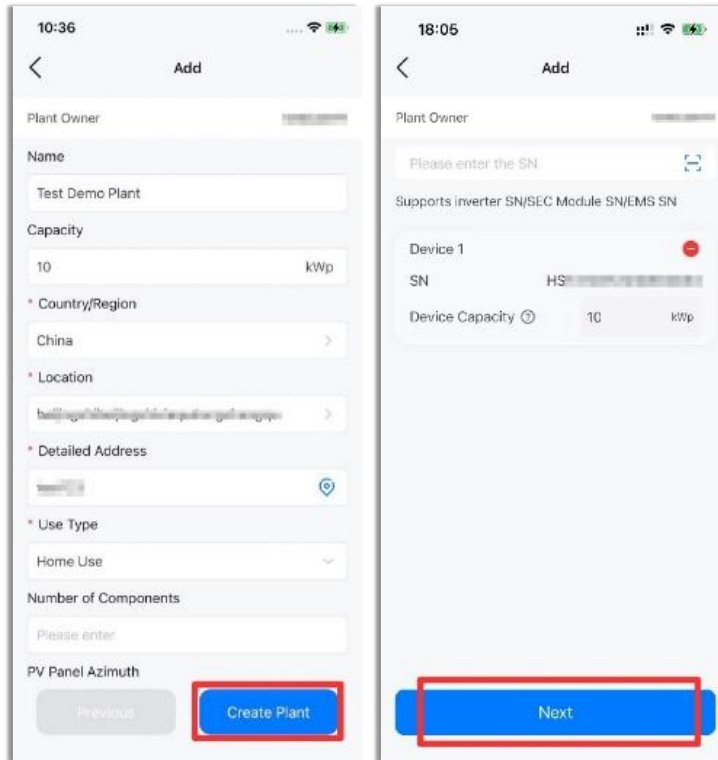 10:36
Add
Plant Owner
Name
Test Demo Plant
Capacity
10 kWp
* Country/Region
China
* Location
* Detailed Address
* Use Type
Home Use
Number of Components
Please enter
PV Panel Azimuth
Previous
Create Plant
18:05
Add
Plant Owner
Please enter the SN
Supports inverter SN/SEC Module SN/EMS SN
Device 1
SN HS
Device Capacity ? 10 kWp
Next